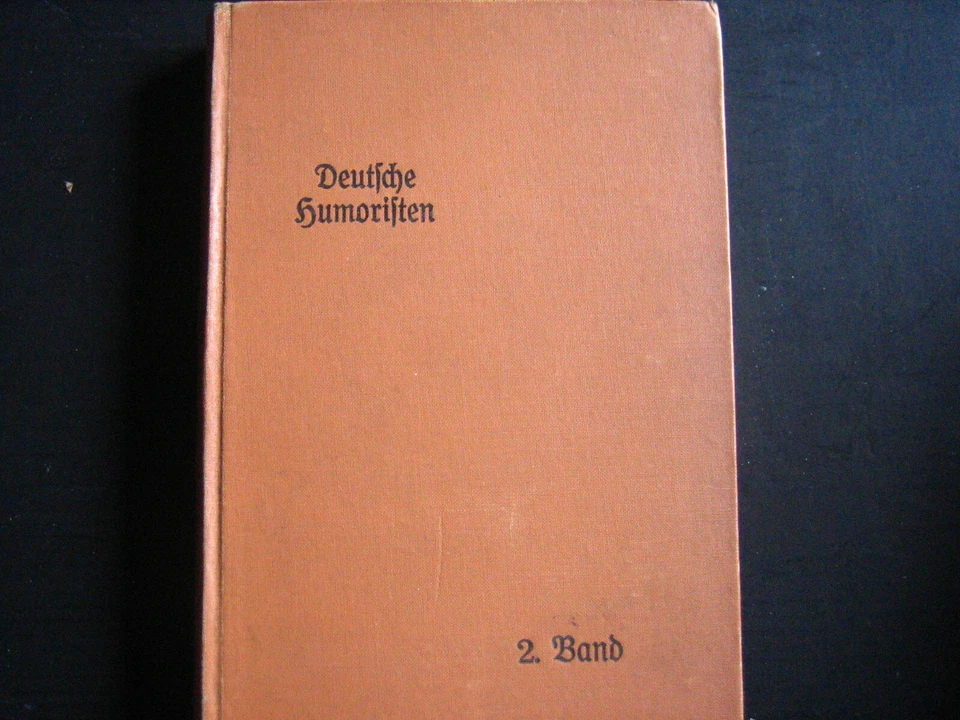 Deutſche
Humoriſten
2. Band